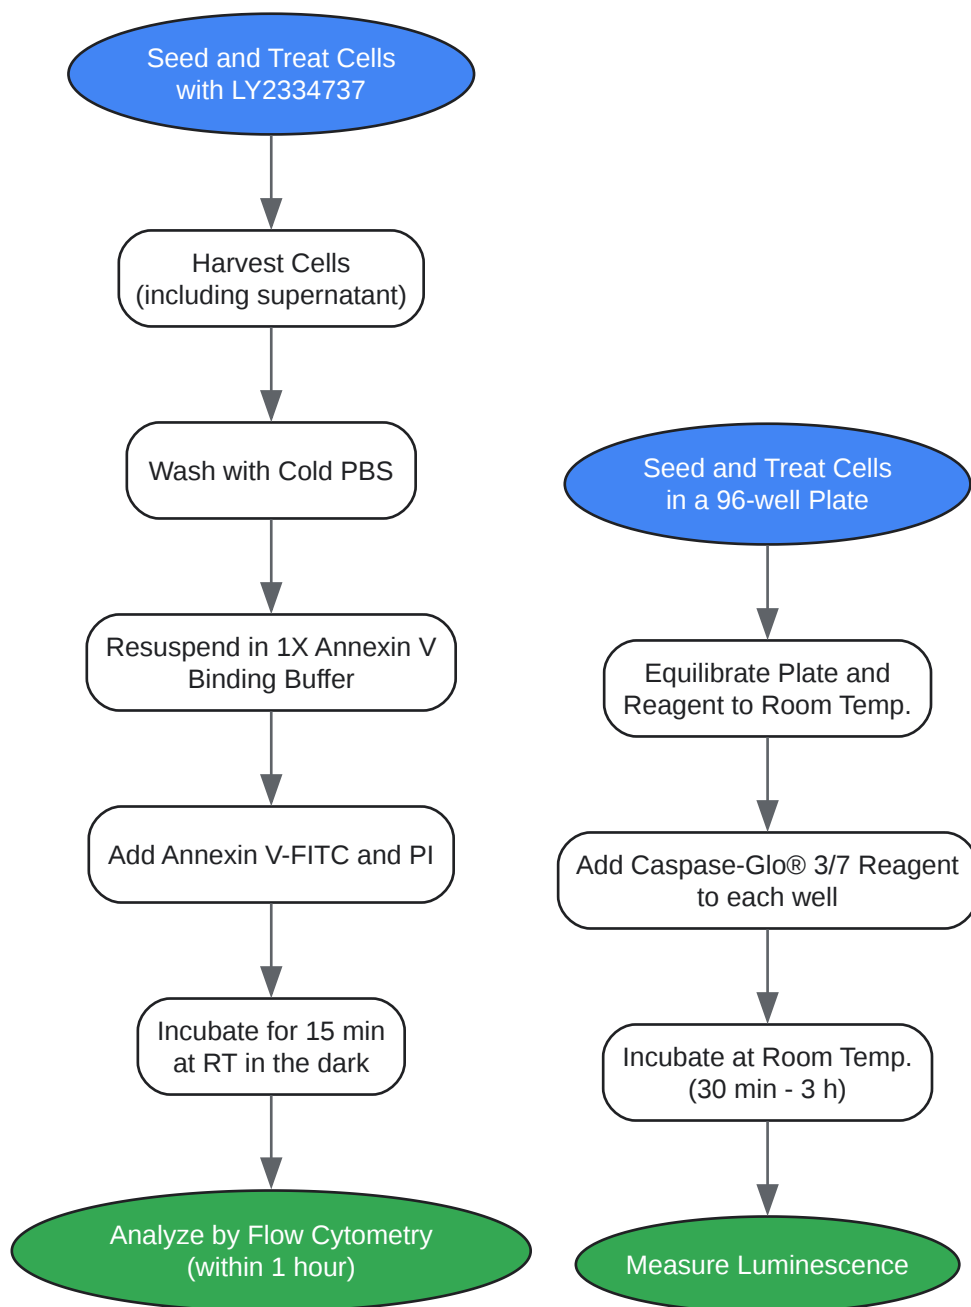 Seed and Treat Cells
with LY2334737
Harvest Cells
(including supernatant)
Wash with Cold PBS
Resuspend in 1X Annexin V
Binding Buffer
Add Annexin V-FITC and PI
Incubate for 15 min
at RT in the dark
Analyze by Flow Cytometry
(within 1 hour)
Seed and Treat Cells
in a 96-well Plate
Equilibrate Plate and
Reagent to Room Temp.
Add Caspase-Glo® 3/7 Reagent
to each well
Incubate at Room Temp.
(30 min - 3 h)
Measure Luminescence